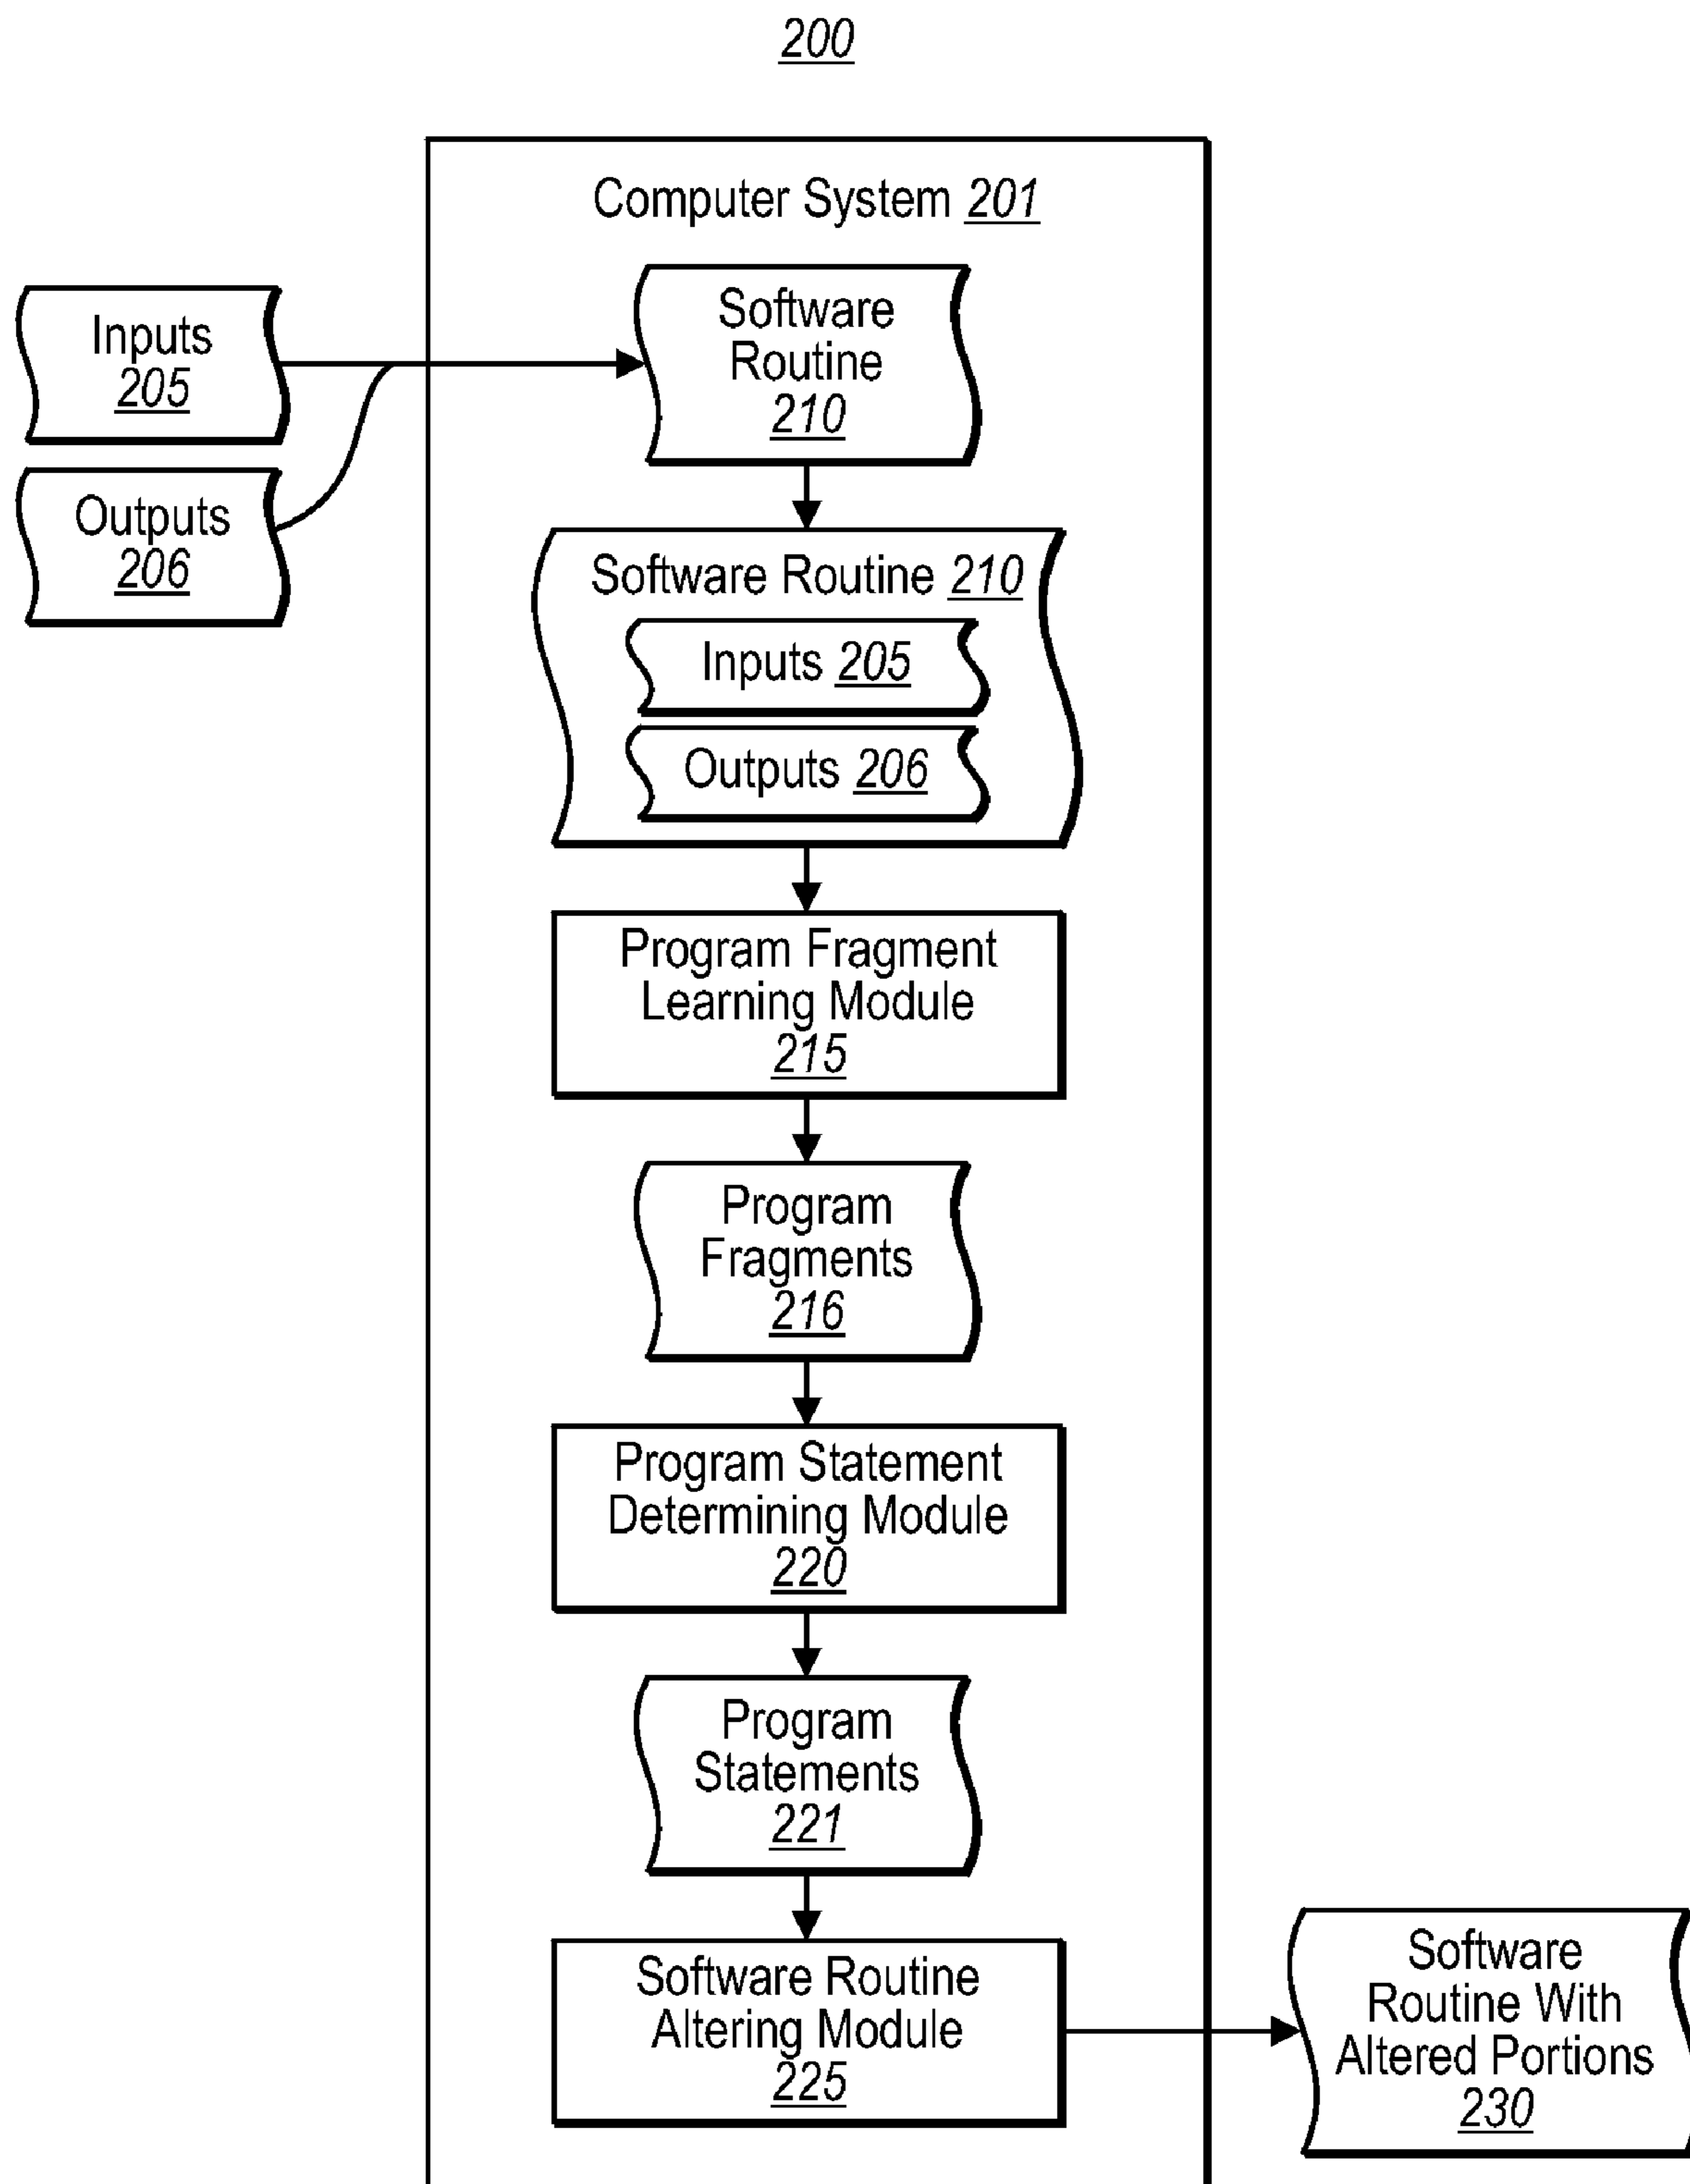 200
Computer System 201
Inputs
205
Outputs
206
Software
Routine
210
Software Routine 210
Inputs 205
Outputs 206
Program Fragment
Learning Module
215
Program
Fragments
216
Program Statement
Determining Module
220
Program
Statements
221
Software Routine
Altering Module
225
Software
Routine With
Altered Portions
230